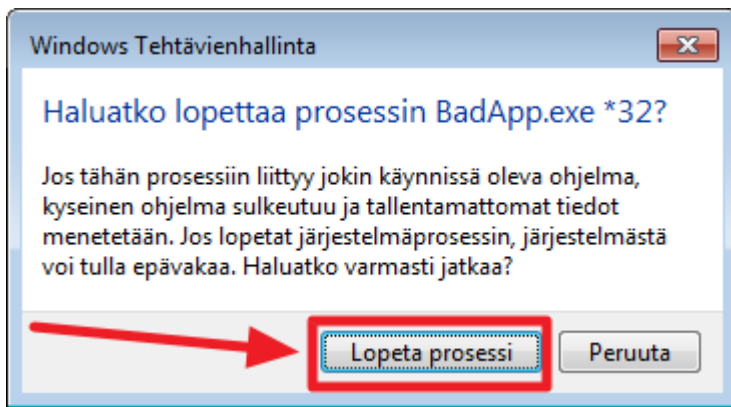 Windows Tehtävienhallinta
Haluatko lopettaa prosessin BadApp.exe *32?
Jos tähän prosessiin liittyy jokin käynnissä oleva ohjelma,
kyseinen ohjelma sulkeutuu ja tallentamattomat tiedot
menetetään. Jos lopetat järjestelmäprosessin, järjestelmästä
voi tulla epävakaa. Haluatko varmasti jatkaa?
Lopeta prosessi Peruuta